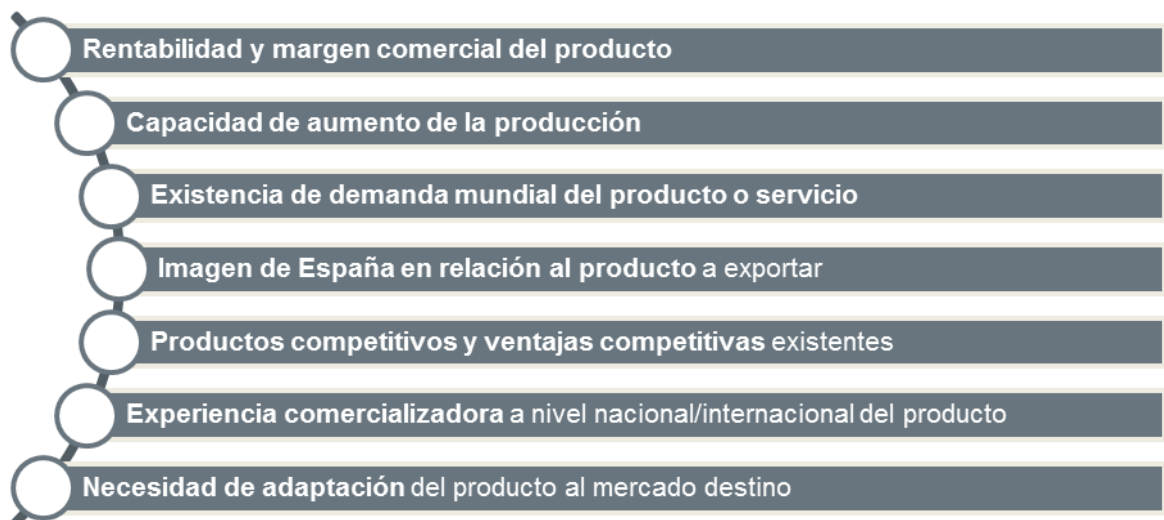 Rentabilidad y margen comercial del producto
Capacidad de aumento de la producción
Existencia de demanda mundial del producto o servicio
Imagen de España en relación al producto a exportar
Productos competitivos y ventajas competitivas existentes
Experiencia comercializadora a nivel nacional/internacional del producto
Necesidad de adaptación del producto al mercado destino